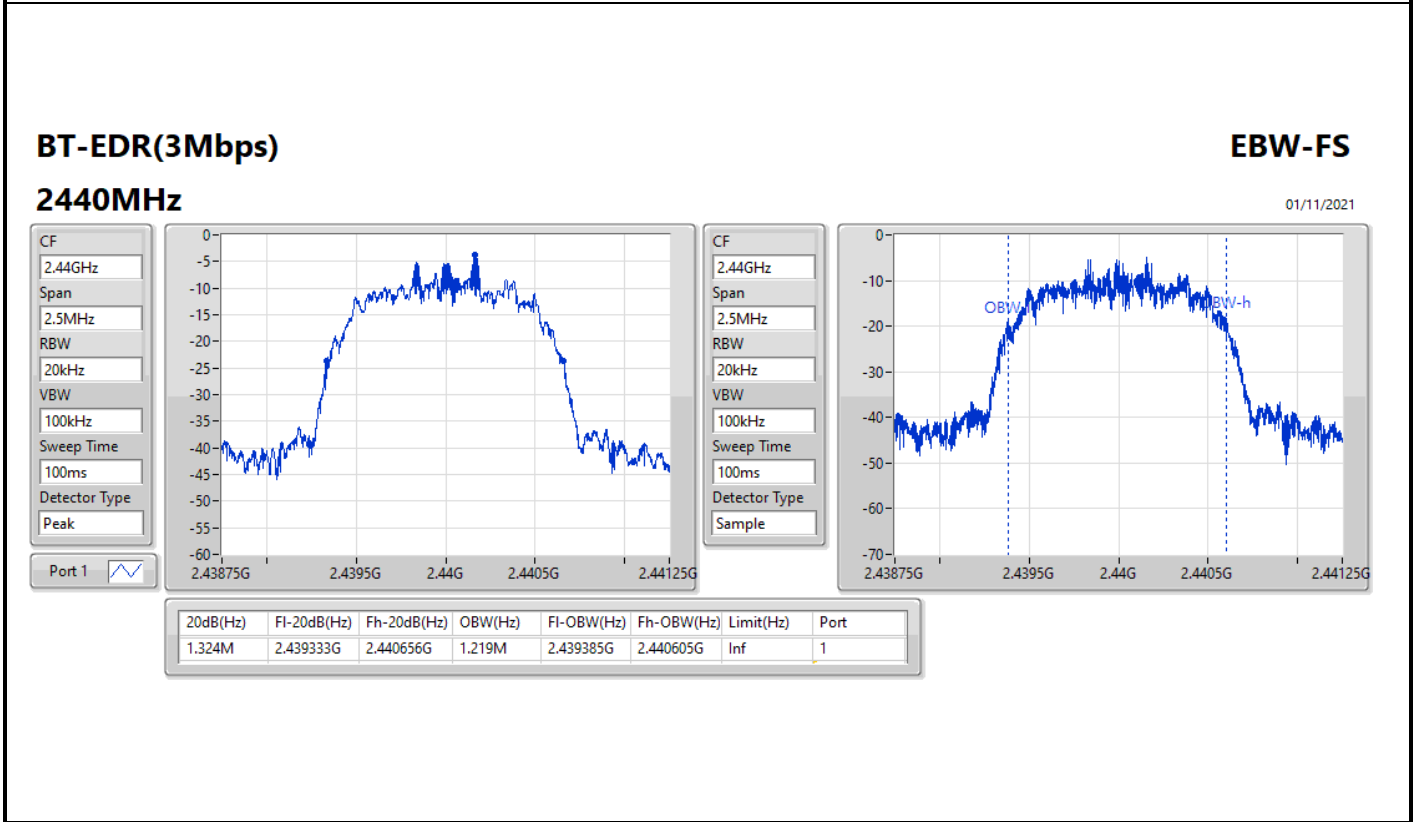 BT-EDR(3Mbps)
EBW-FS
2440MHz
01/11/2021
CF
2.44GHz
Span
2.5MHz
RBW
20kHz
VBW
100kHz
Sweep Time
100ms
Detector Type
Peak
Port 1
0
-5
-10
-15
-20
-25
-30
-35
-40
-45
-50
-55
-60
2.43875G 2.4395G 2.44G 2.4405G 2.44125G
CF
2.44GHz
Span
2.5MHz
RBW
20kHz
VBW
100kHz
Sweep Time
100ms
Detector Type
Sample
0
-10
-20
-30
-40
-50
-60
-70
OBW-h
2.43875G 2.4395G 2.44G 2.4405G 2.44125G
20dB(Hz) Fl-20dB(Hz) Fh-20dB(Hz) OBW(Hz) Fl-OBW(Hz) Fh-OBW(Hz) Limit(Hz) Port
1.324M 2.439333G 2.440656G 1.219M 2.439385G 2.440605G Inf 1